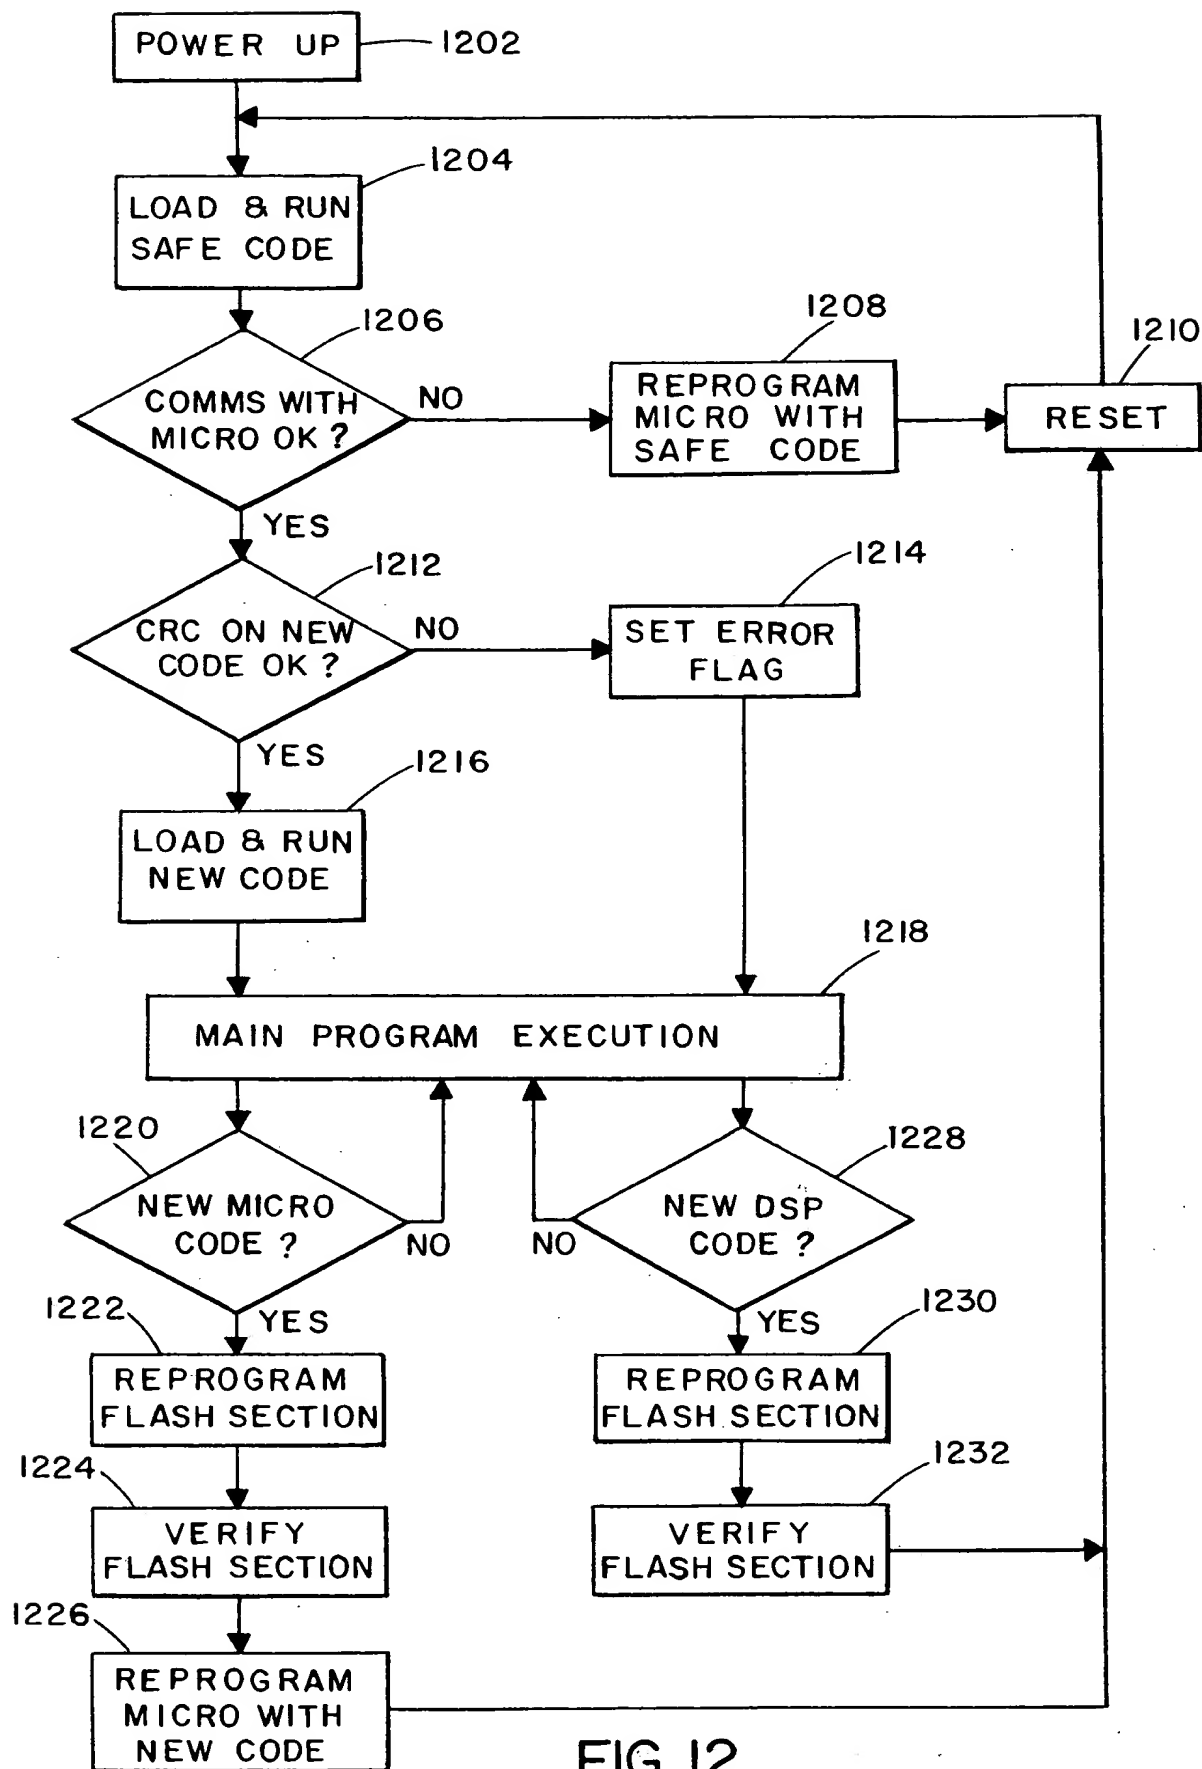 POWER UP
1202
1204
LOAD & RUN
SAFE CODE
1206
COMMS WITH
MICRO OK ?
NO
YES
1208
REPROGRAM
MICRO WITH
SAFE CODE
1210
RESET
1212
CRC ON NEW
CODE OK ?
NO
YES
1214
SET ERROR
FLAG
1216
LOAD & RUN
NEW CODE
1218
MAIN PROGRAM EXECUTION
1220
NEW MICRO
CODE ?
NO
YES
1228
NEW DSP
CODE ?
NO
YES
1222
REPROGRAM
FLASH SECTION
1230
REPROGRAM
FLASH SECTION
1224
VERIFY
FLASH SECTION
1232
VERIFY
FLASH SECTION
1226
REPROGRAM
MICRO WITH
NEW CODE
FIG. 12